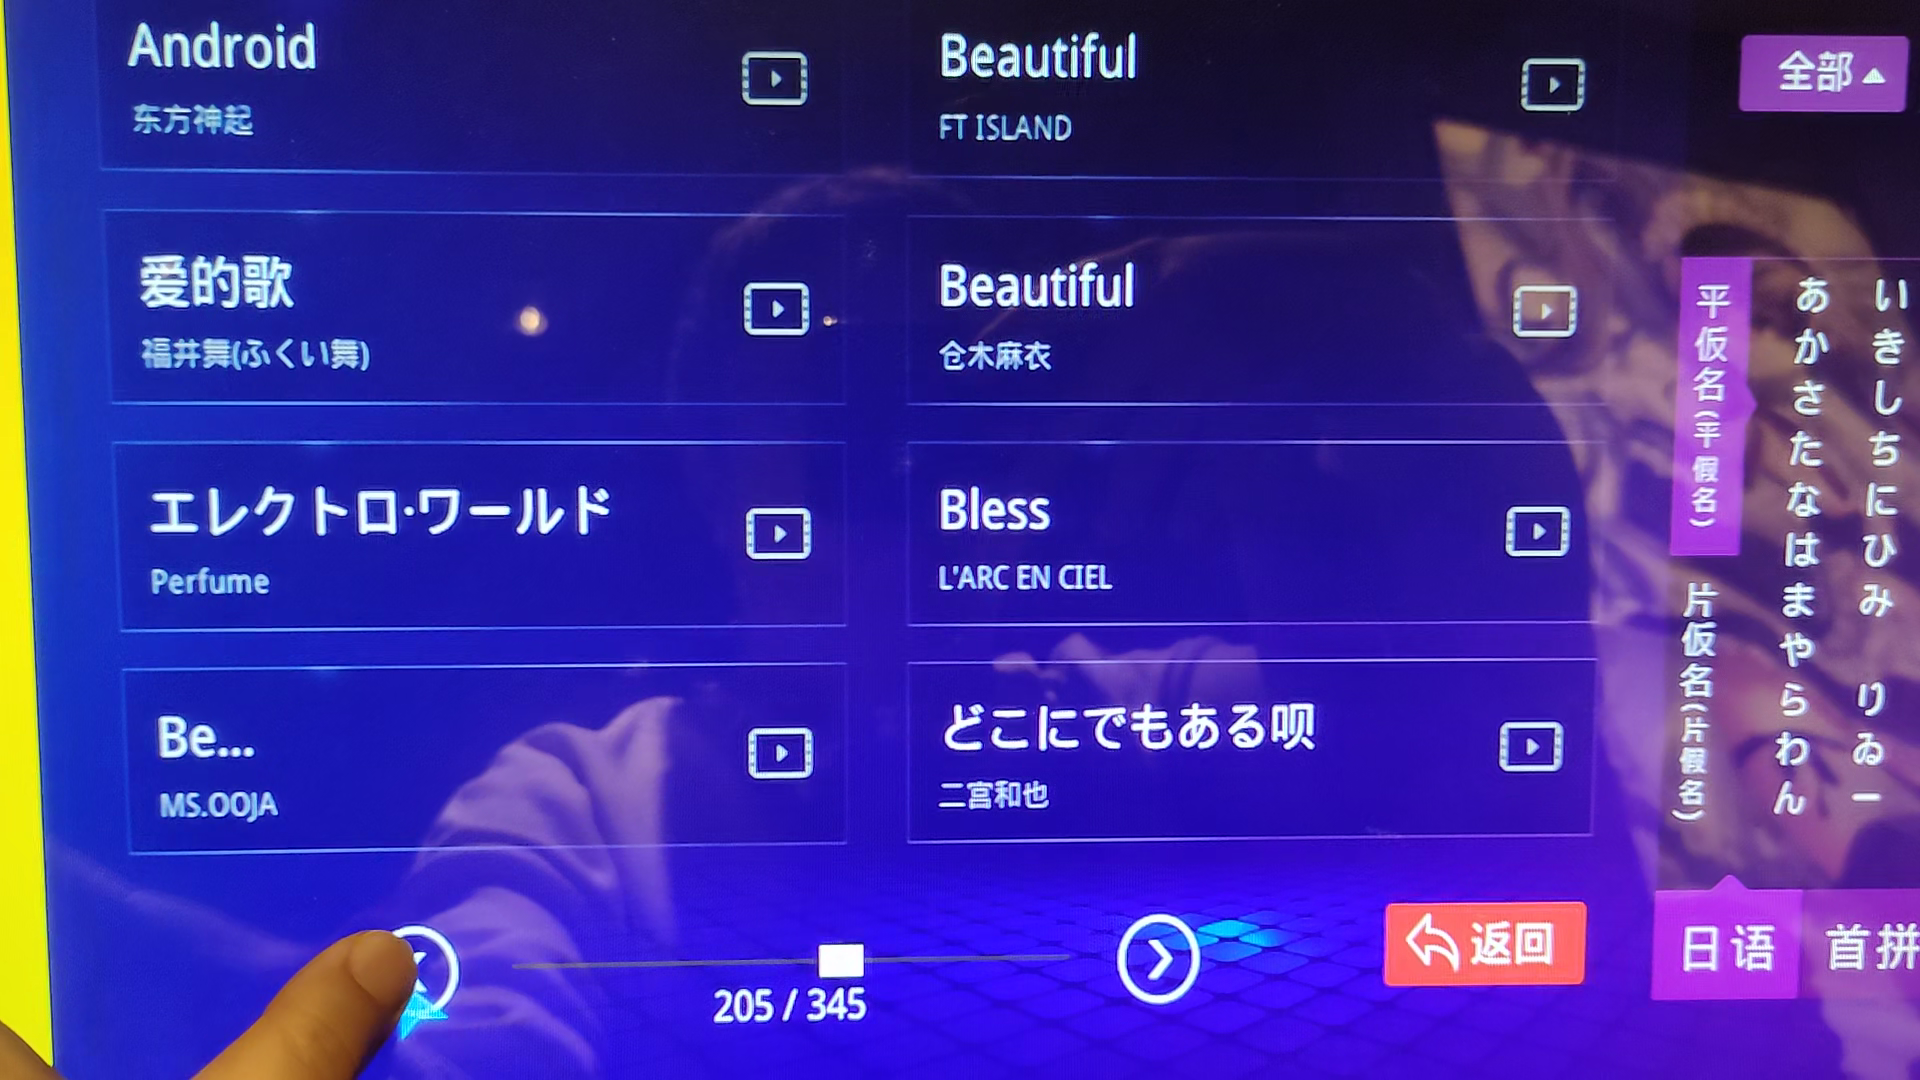 Android
东方神起
Beautiful
FT ISLAND
全部
爱的歌
福井舞(ふくい舞)
Beautiful
仓木麻衣
エレクトロ·ワールド
Perfume
Bless
L'ARC EN CIEL
Be...
MS.OOJA
どこにでもある呗
二宫和也
205 / 345
返回
平仮名(平假名)
片仮名(片假名)
あかさたなはまやらわん
いきしちにひみ りゐー
日语
首拼